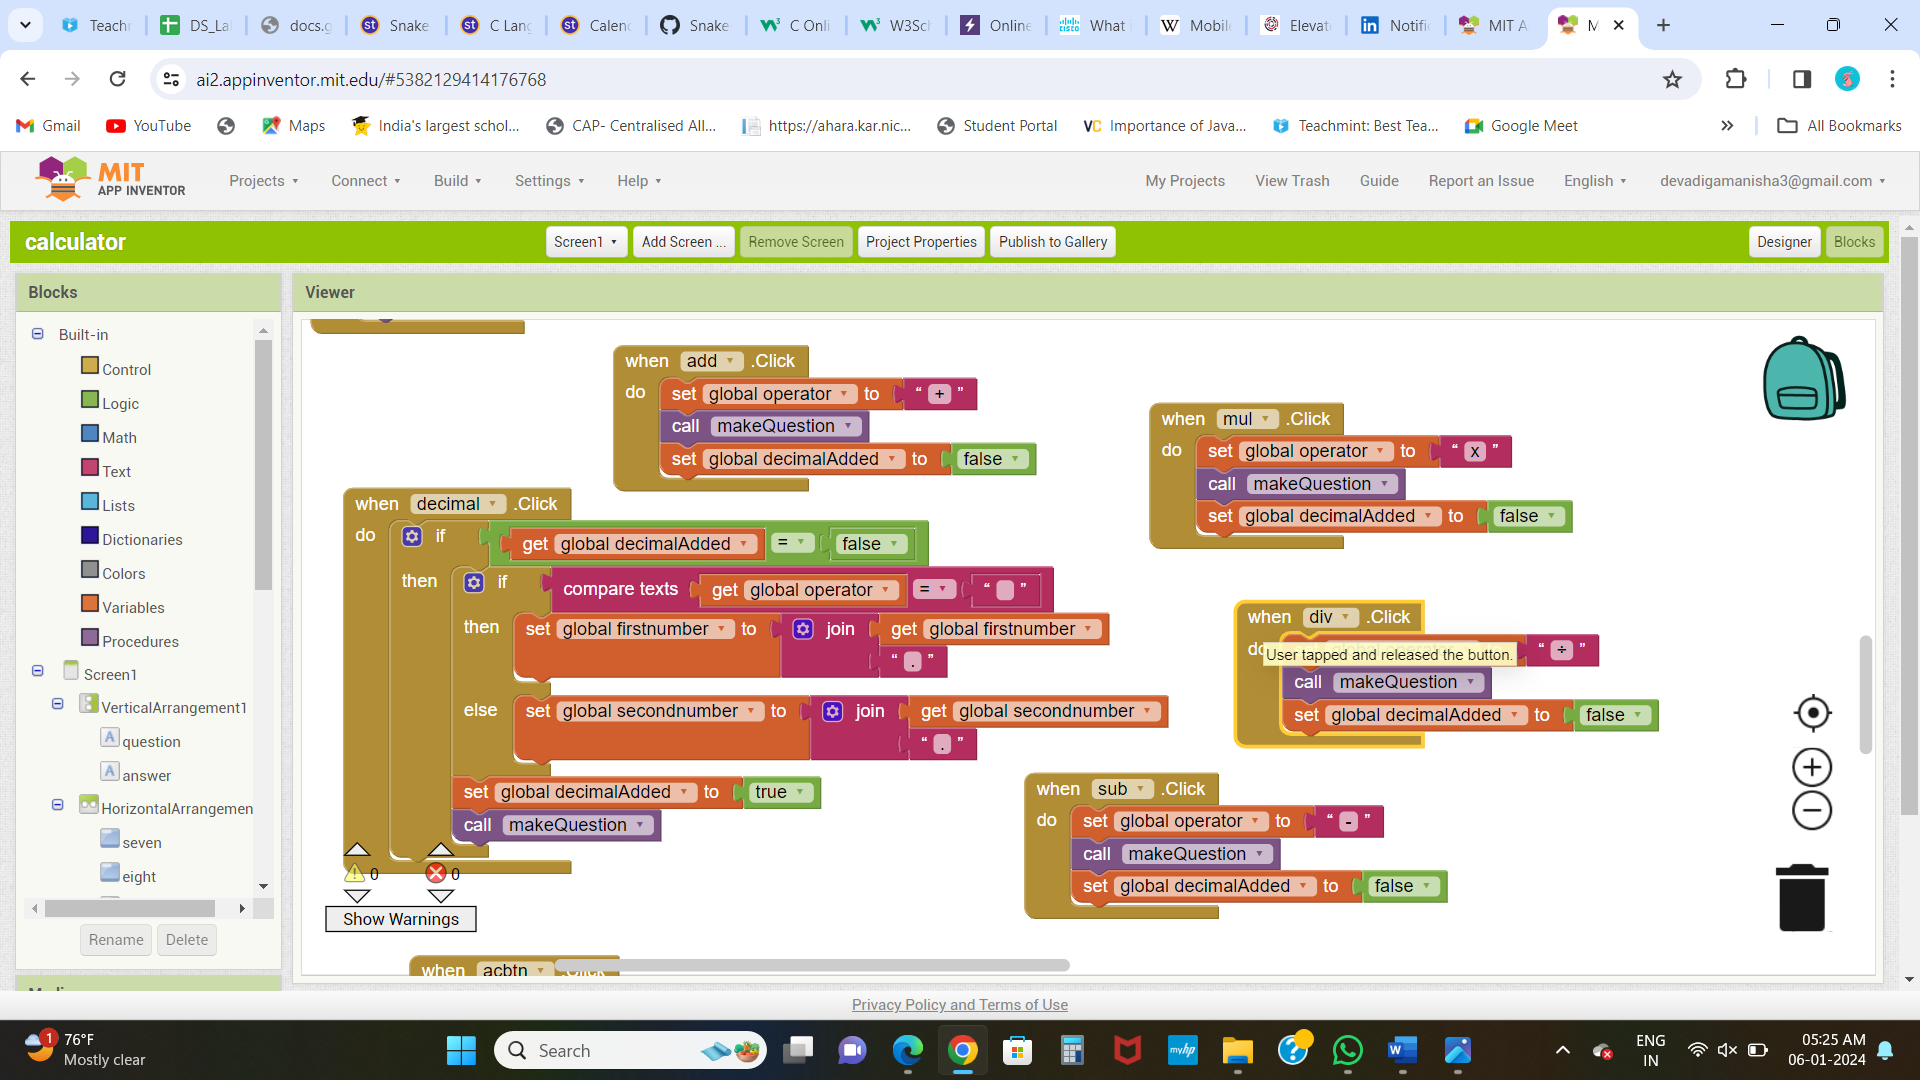 Teachr
DS_La
docs.g
Snake
C Lang
Calenc
Snake
C Onli
W3Sch
Online
What i
Mobile
Elevat
Notific
MIT A
M
ai2.appinventor.mit.edu/#5382129414176768
Gmail
YouTube
Maps
India's largest schol...
CAP- Centralised All...
https://ahara.kar.nic...
Student Portal
Importance of Java...
Teachmint: Best Tea...
Google Meet
All Bookmarks
MIT
APP INVENTOR
Projects
Connect
Build
Settings
Help
My Projects
View Trash
Guide
Report an Issue
English
devadigamanisha3@gmail.com
calculator
Screen1
Add Screen ...
Remove Screen
Project Properties
Publish to Gallery
Designer
Blocks
Blocks
Built-in
Control
Logic
Math
Text
Lists
Dictionaries
Colors
Variables
Procedures
Screen1
VerticalArrangement1
question
answer
HorizontalArrangemen
seven
eight
Rename
Delete
Viewer
when add .Click
do set global operator to " + "
call makeQuestion
set global decimalAdded to false
when decimal .Click
do if get global decimalAdded = false
then if compare texts get global operator = " "
then set global firstnumber to join get global firstnumber
" . "
else set global secondnumber to join get global secondnumber
" . "
set global decimalAdded to true
call makeQuestion
when mul .Click
do set global operator to " x "
call makeQuestion
set global decimalAdded to false
when div .Click
do
User tapped and released the button.
" ÷ "
call makeQuestion
set global decimalAdded to false
when sub .Click
do set global operator to " - "
call makeQuestion
set global decimalAdded to false
0 0
Show Warnings
when acbtn .Click
Privacy Policy and Terms of Use
1
76°F
Mostly clear
Search
myhp
ENG
IN
05:25 AM
06-01-2024